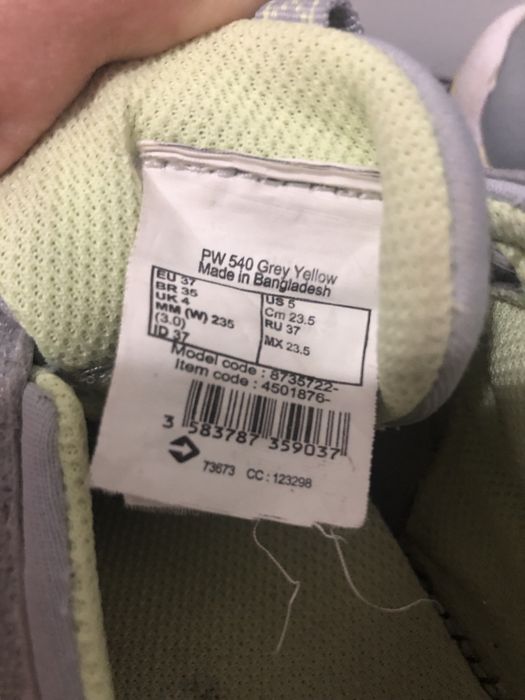 PW 540 Grey Yellow
Made in Bangladesh
EU 37
BR 35
UK 4
MM (W) 235
(3.0)
ID 37
US 5
Cm 23.5
RU 37
MX 23.5
Model code : 8735722-
Item code : 4501876-
3 583787 359037
73673 CC : 123298